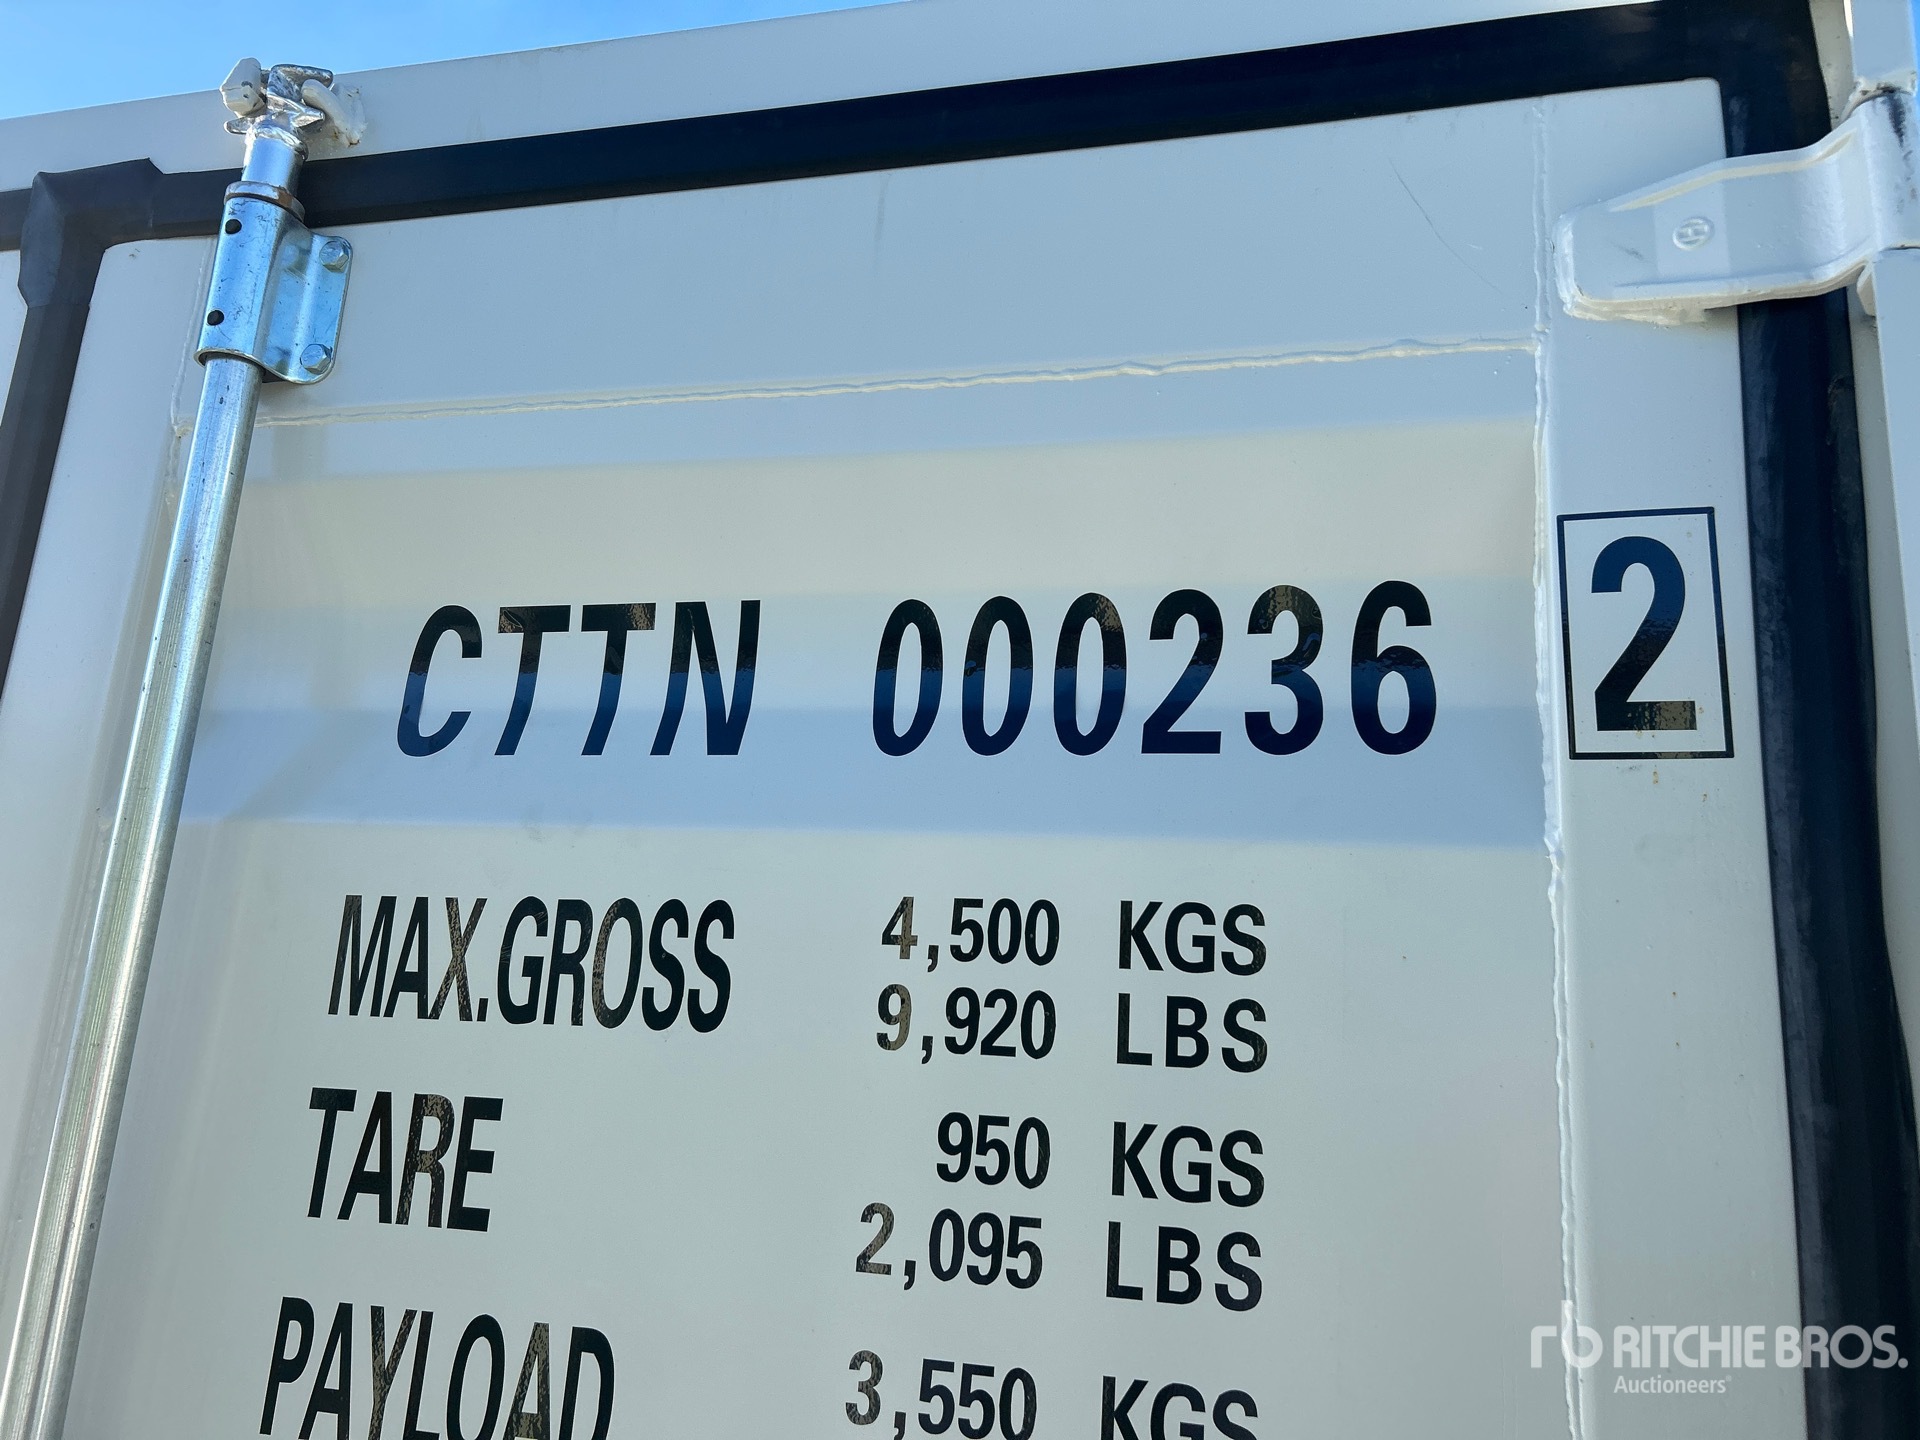 CTTN 000236 2
MAX.GROSS 4,500 KGS
9,920 LBS
TARE 950 KGS
2,095 LBS
PAYLOAD 3,550 KGS
rb RITCHIE BROS.
Auctioneers